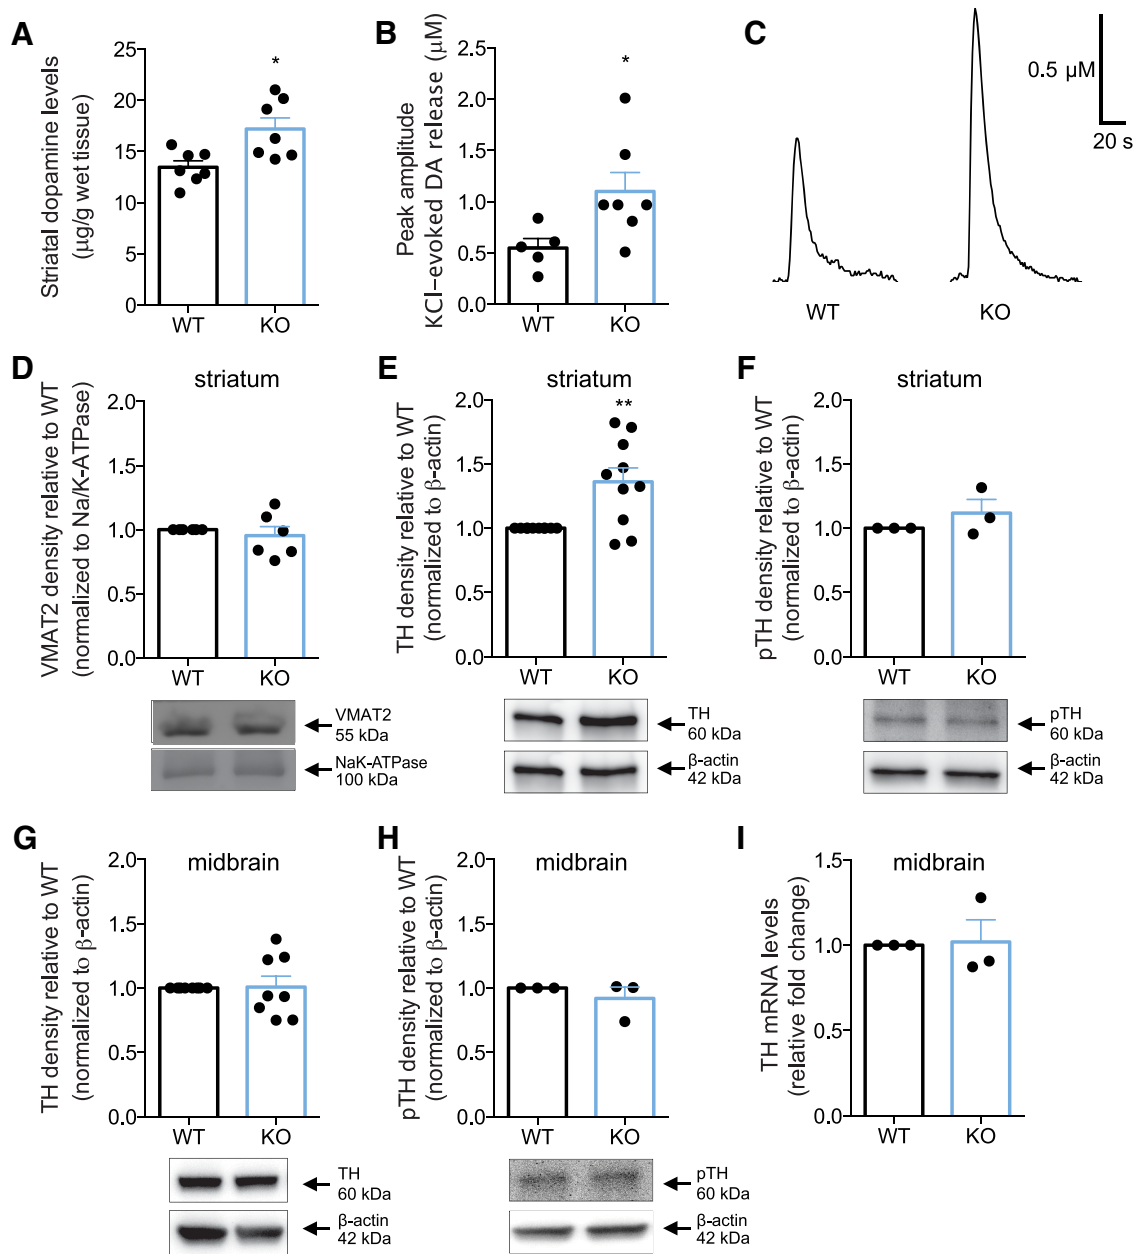 A
Striatal dopamine levels
(µg/g wet tissue)
25
20
15
10
5
0
*
WT
KO
B
Peak amplitude
KCl-evoked DA release (µM)
2.5
2.0
1.5
1.0
0.5
0.0
*
WT
KO
C
0.5 µM
20 s
WT
KO
D
striatum
VMAT2 density relative to WT
(normalized to Na/K-ATPase)
2.0
1.5
1.0
0.5
0.0
WT
KO
VMAT2
55 kDa
NaK-ATPase
100 kDa
E
striatum
TH density relative to WT
(normalized to β-actin)
2.0
1.5
1.0
0.5
0.0
**
WT
KO
TH
60 kDa
β-actin
42 kDa
F
striatum
pTH density relative to WT
(normalized to β-actin)
2.0
1.5
1.0
0.5
0.0
WT
KO
pTH
60 kDa
β-actin
42 kDa
G
midbrain
TH density relative to WT
(normalized to β-actin)
2.0
1.5
1.0
0.5
0.0
WT
KO
TH
60 kDa
β-actin
42 kDa
H
midbrain
pTH density relative to WT
(normalized to β-actin)
2.0
1.5
1.0
0.5
0.0
WT
KO
pTH
60 kDa
β-actin
42 kDa
I
midbrain
TH mRNA levels
(relative fold change)
1.5
1.0
0.5
0.0
WT
KO